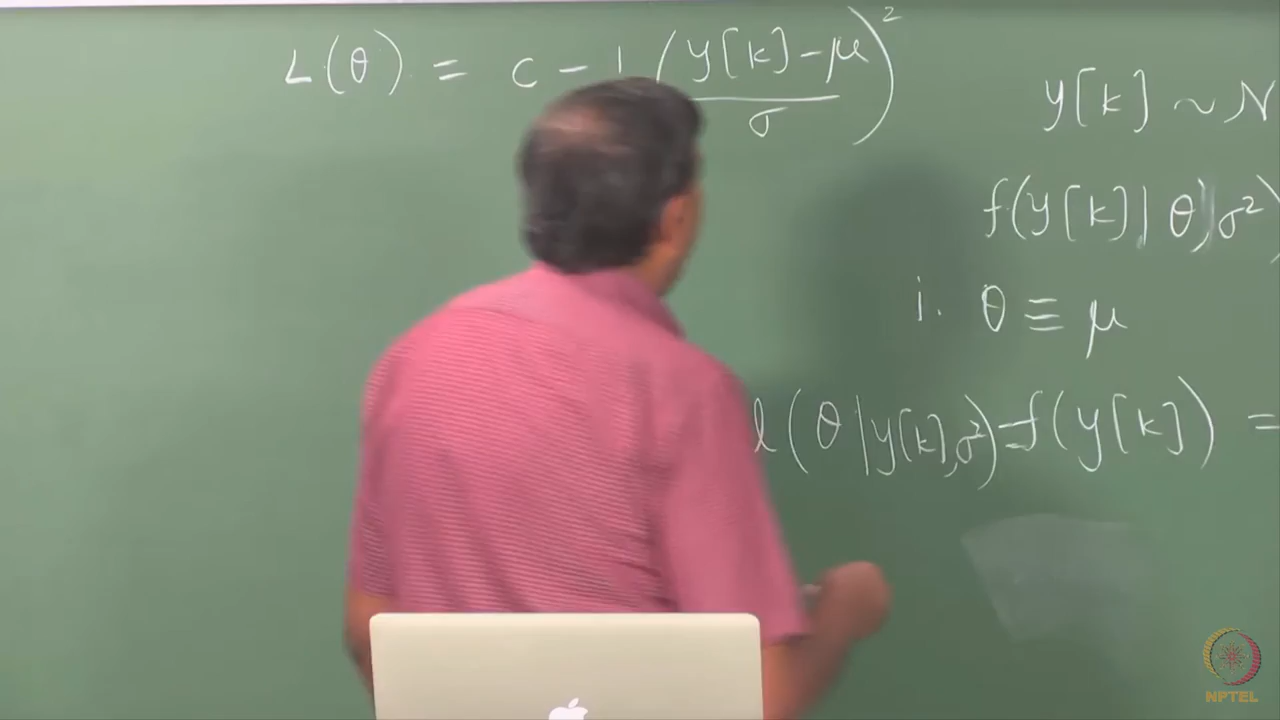 L(θ) = c - 1 (y[k] - μ / σ)²
y[k] ~ N
f(y[k] | θ, σ²)
i. θ ≡ μ
l(θ | y[k], σ²) = f(y[k]) =
NPTEL